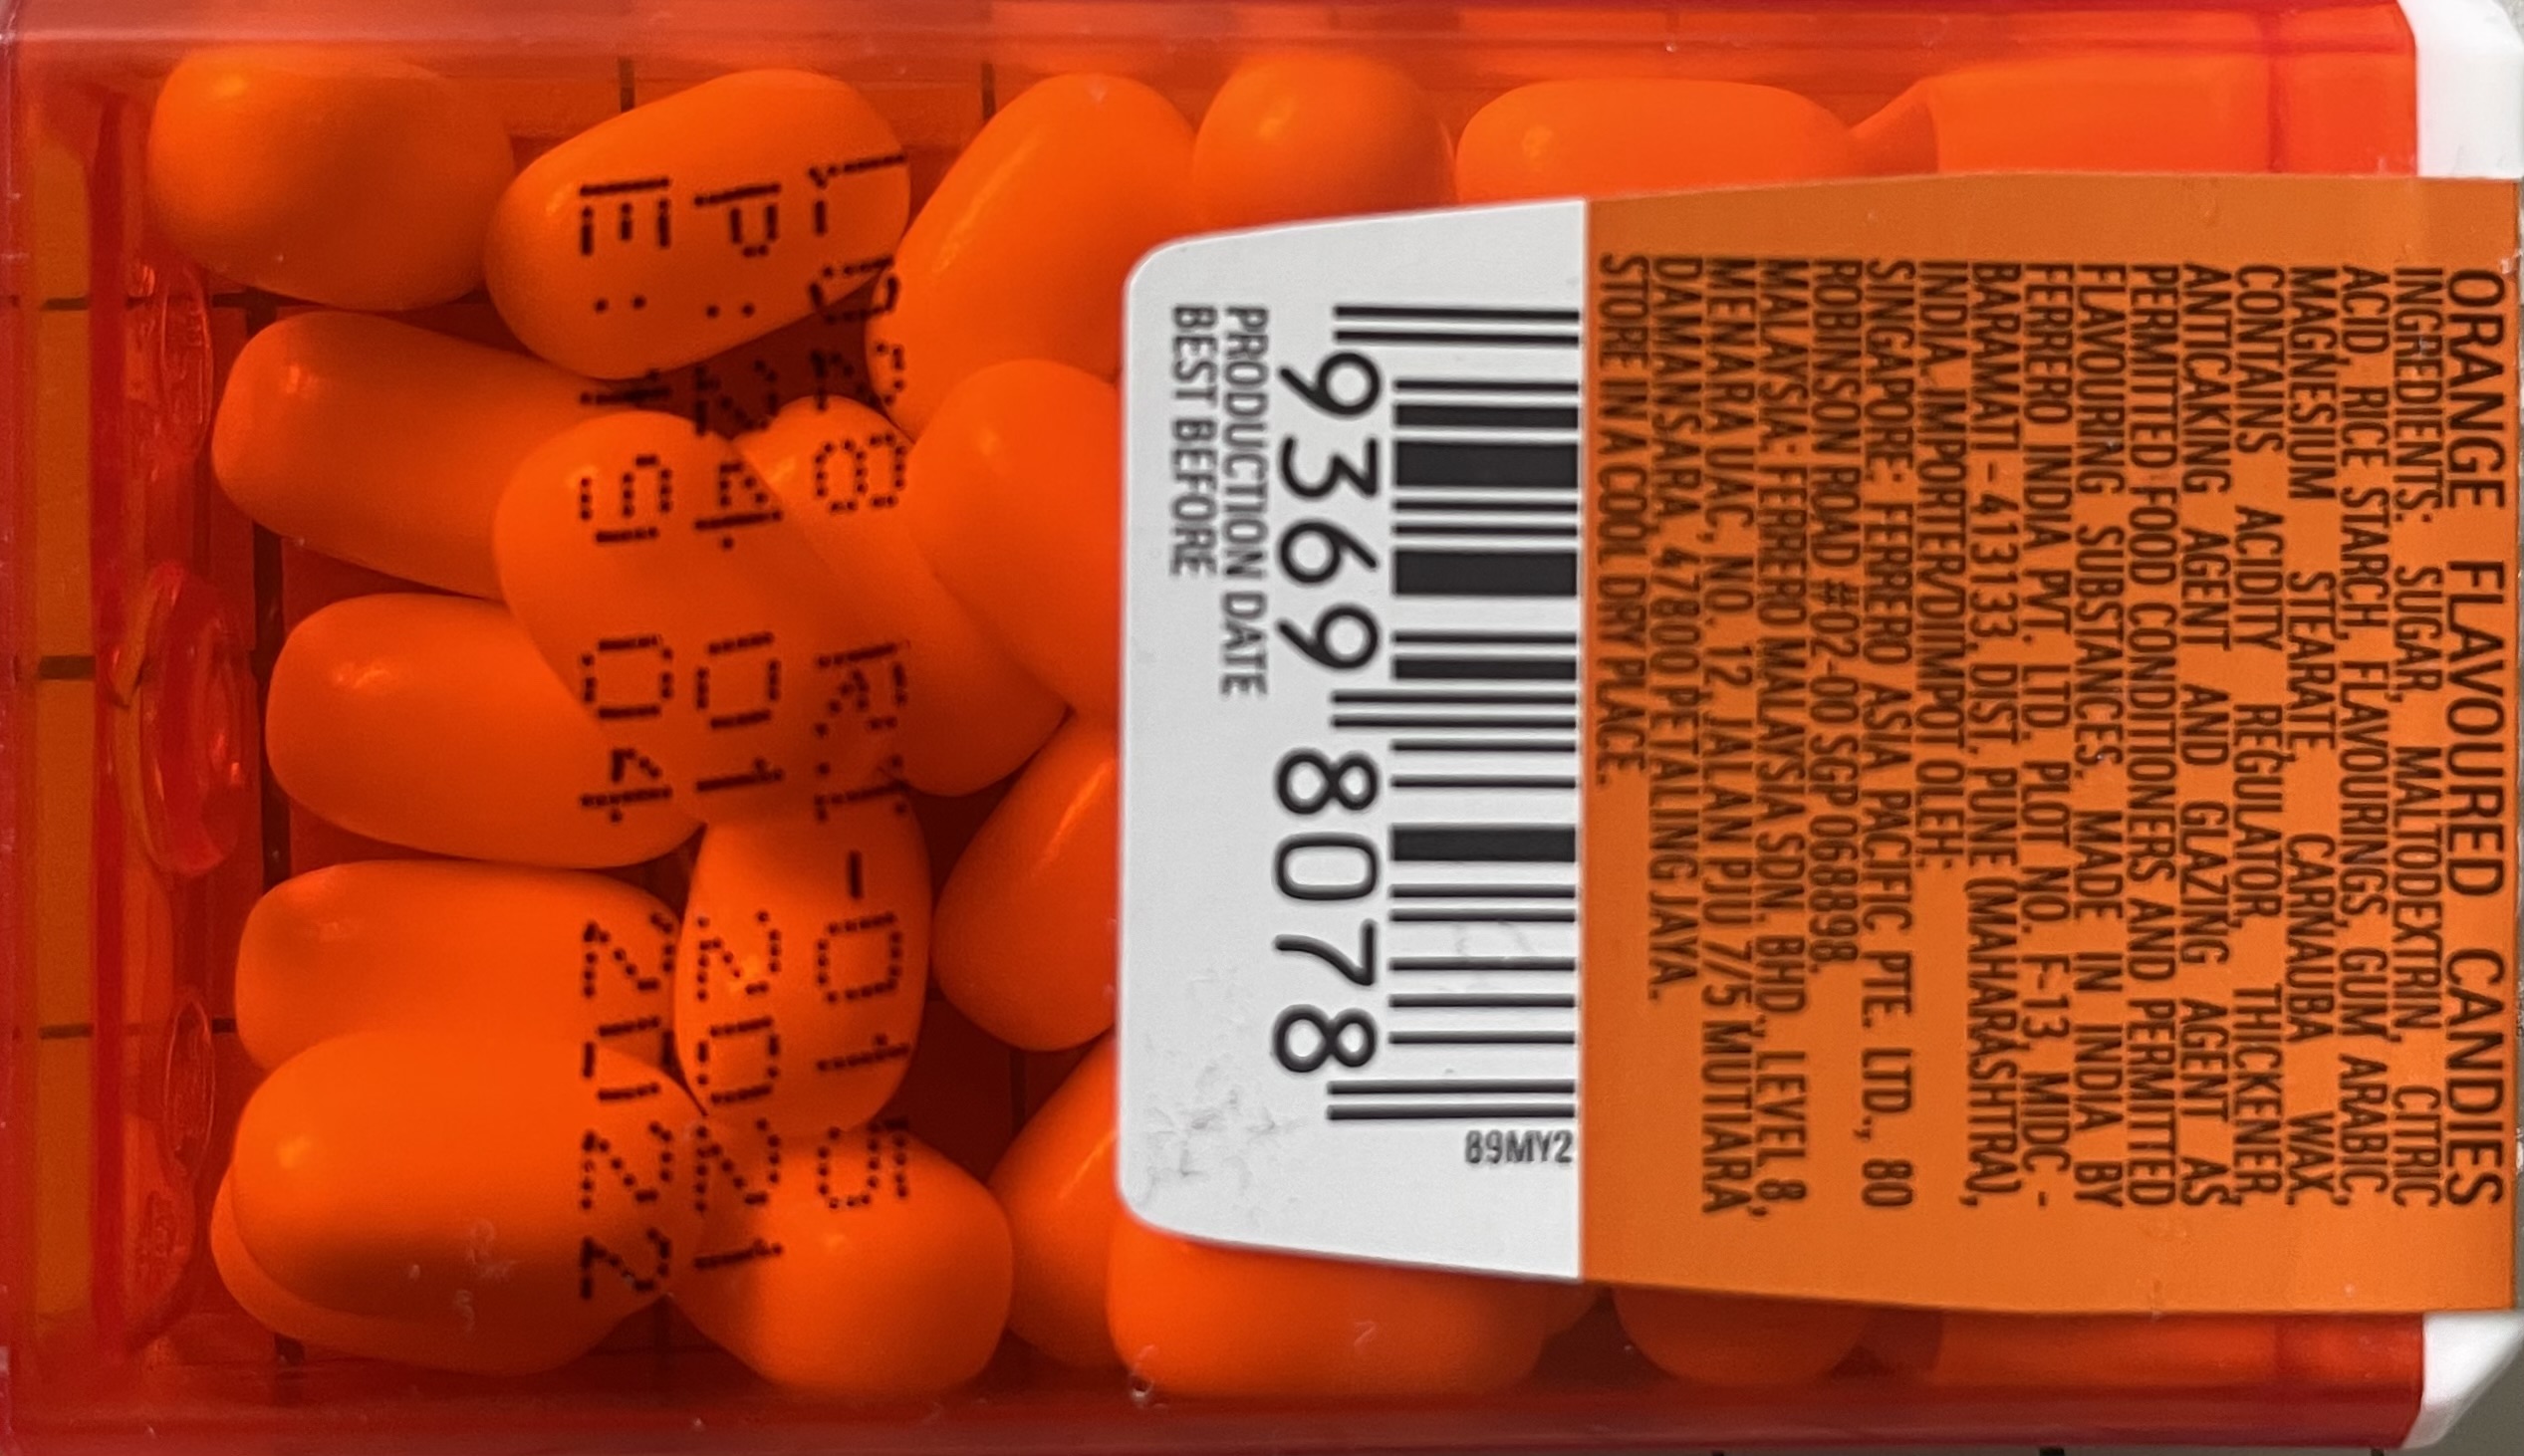 ORANGE FLAVOURED CANDIES
INGREDIENTS: SUGAR, MALTODEXTRIN, CITRIC
ACID, RICE STARCH, FLAVOURINGS, GUM ARABIC,
MAGNESIUM STEARATE, CARNAUBA WAX.
CONTAINS ACIDITY REGULATOR, THICKENER,
ANTICAKING AGENT AND GLAZING AGENT AS
PERMITTED FOOD CONDITIONERS AND PERMITTED
FLAVOURING SUBSTANCES. MADE IN INDIA BY
FERRERO INDIA PVT. LTD. PLOT NO. F-13, MIDC -
BARAMATI - 413133, DIST. PUNE (MAHARASHTRA),
INDIA. IMPORTER/DIIMPOT OLEH:
SINGAPORE: FERRERO ASIA PACIFIC PTE. LTD., 80
ROBINSON ROAD #02-00 SGP 068898.
MALAYSIA: FERRERO MALAYSIA SDN. BHD., LEVEL 8,
MENARA UAC, NO. 12, JALAN PJU 7/5 MUTIARA
DAMANSARA, 47800 PETALING JAYA.
STORE IN A COOL DRY PLACE.
89MY2
9369 8078
PRODUCTION DATE
BEST BEFORE
P: 24 01 2021
E: 19 04 2022